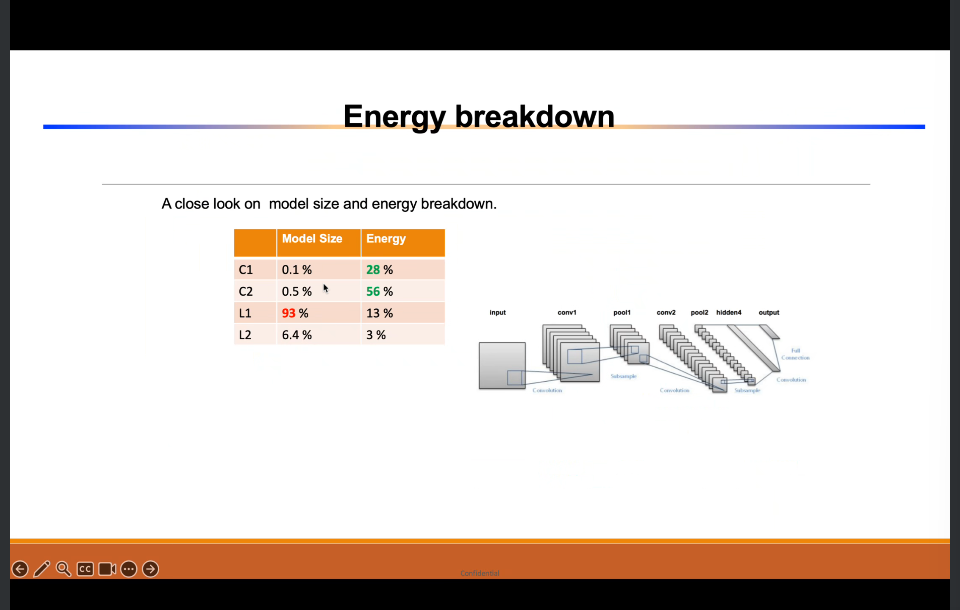 Energy breakdown
A close look on  model size and energy breakdown.
Model Size Energy
C1 0.1 % 28 %
C2 0.5 % 56 %
L1 93 % 13 %
L2 6.4 % 3 %
input conv1 pool1 conv2 pool2 hidden4 output
Full
Connection
Subsample
Convolution
Convolution
Convolution
Subsample
CC
Confidential